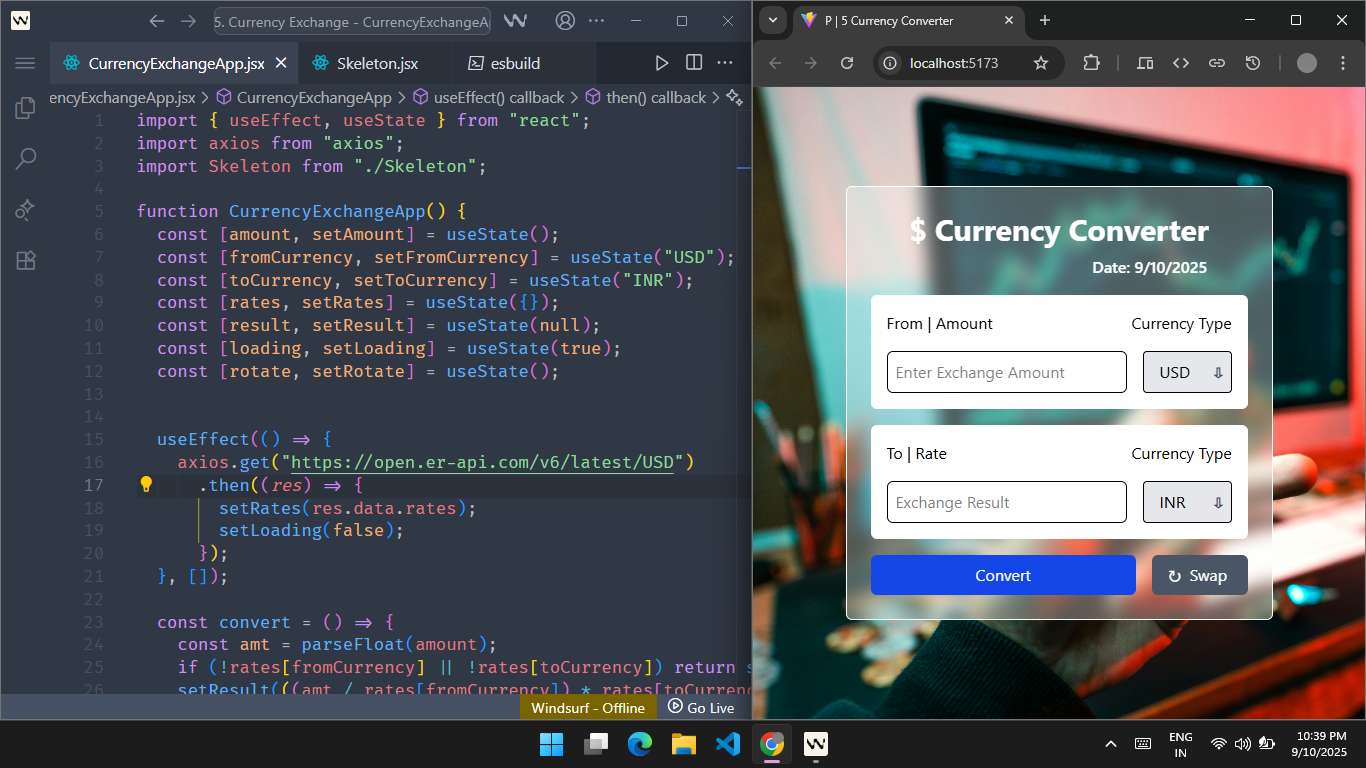 5. Currency Exchange - CurrencyExchangeA
CurrencyExchangeApp.jsx
Skeleton.jsx
esbuild
encyExchangeApp.jsx > CurrencyExchangeApp > useEffect() callback > then() callback >
1 import { useEffect, useState } from "react";
2 import axios from "axios";
3 import Skeleton from "./Skeleton";
4
5 function CurrencyExchangeApp() {
6 const [amount, setAmount] = useState();
7 const [fromCurrency, setFromCurrency] = useState("USD");
8 const [toCurrency, setToCurrency] = useState("INR");
9 const [rates, setRates] = useState({});
10 const [result, setResult] = useState(null);
11 const [loading, setLoading] = useState(true);
12 const [rotate, setRotate] = useState();
13
14
15 useEffect(() => {
16 axios.get("https://open.er-api.com/v6/latest/USD")
17 .then((res) => {
18 setRates(res.data.rates);
19 setLoading(false);
20 });
21 }, []);
22
23 const convert = () => {
24 const amt = parseFloat(amount);
25 if (!rates[fromCurrency] || !rates[toCurrency]) return s
26 setResult(((amt / rates[fromCurrency]) * rates[toCurrenc
Windsurf - Offline
Go Live
P | 5 Currency Converter
localhost:5173
$ Currency Converter
Date: 9/10/2025
From | Amount
Currency Type
Enter Exchange Amount
USD ⇩
To | Rate
Currency Type
Exchange Result
INR ⇩
Convert
↻ Swap
ENG
IN
10:39 PM
9/10/2025